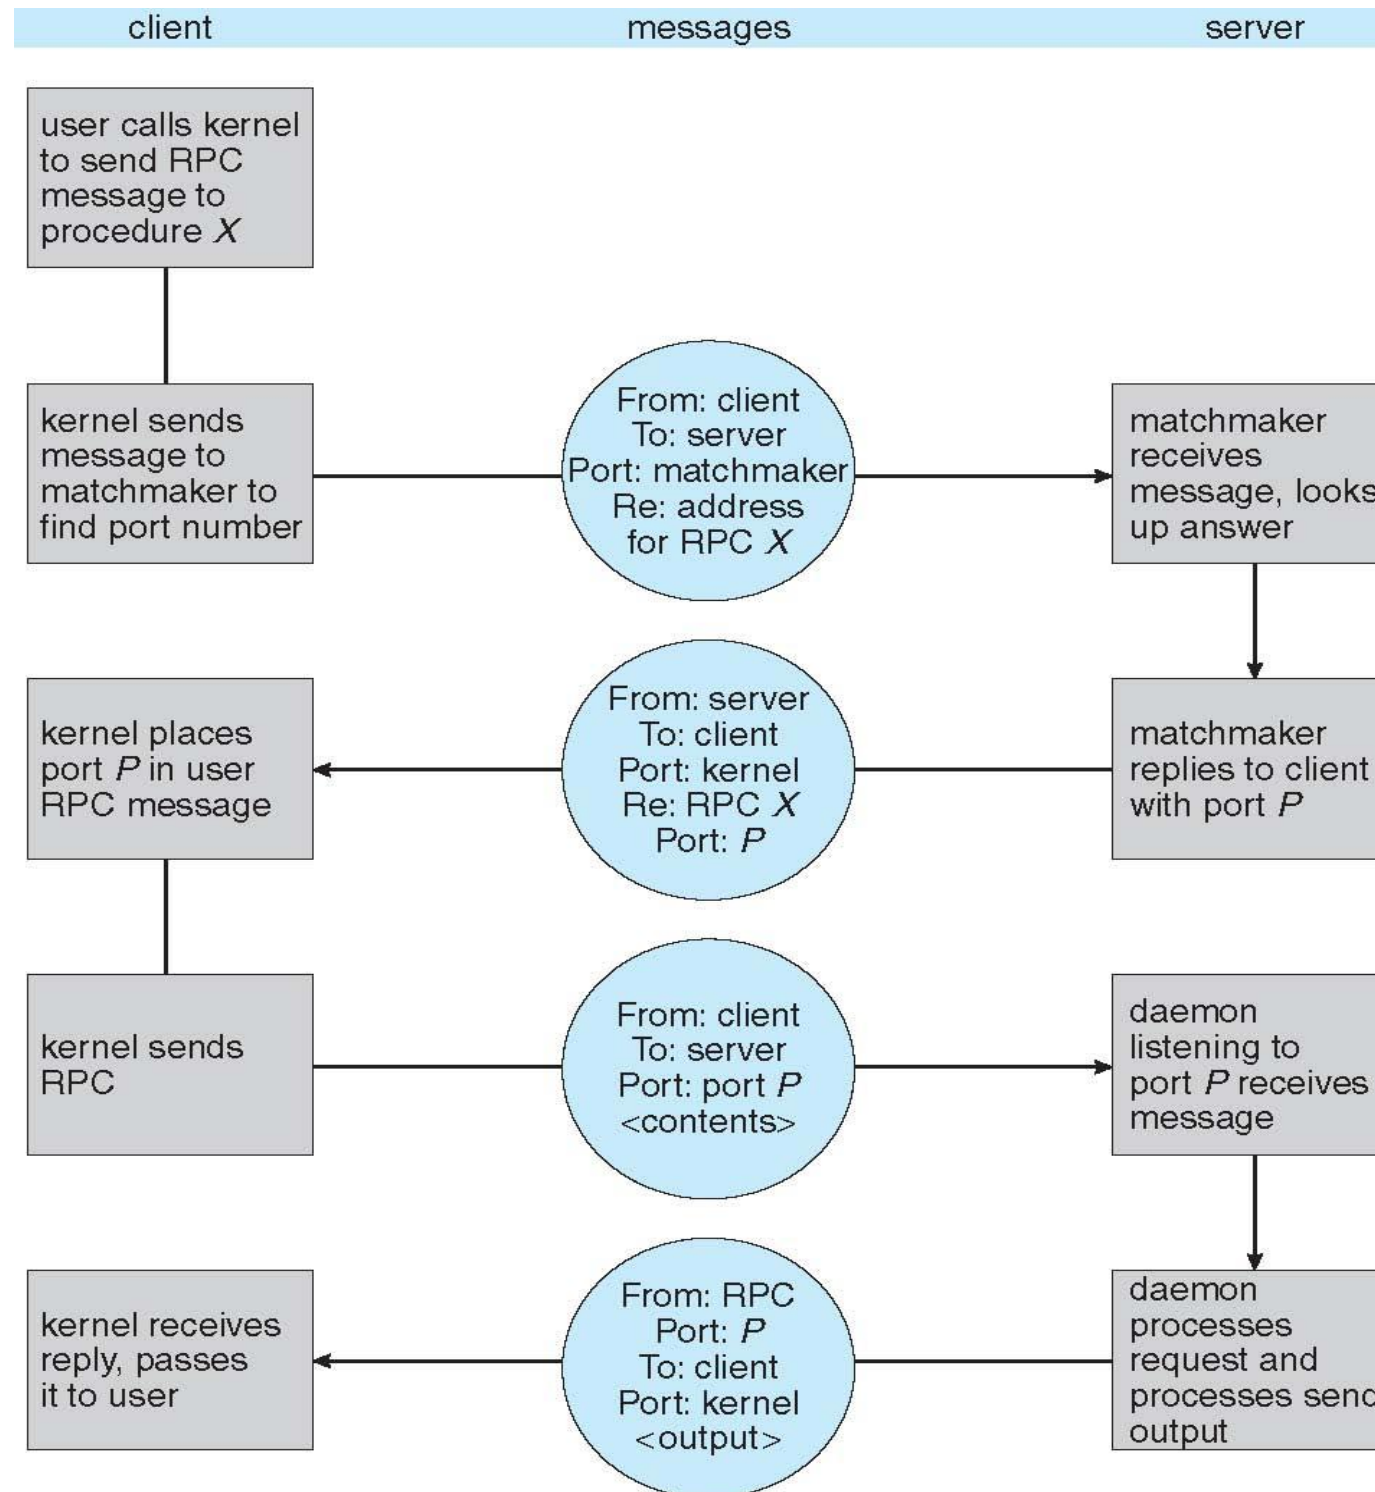 client
messages
server
user calls kernel
to send RPC
message to
procedure X
kernel sends
message to
matchmaker to
find port number
From: client
To: server
Port: matchmaker
Re: address
for RPC X
matchmaker
receives
message, looks
up answer
kernel places
port P in user
RPC message
From: server
To: client
Port: kernel
Re: RPC X
Port: P
matchmaker
replies to client
with port P
kernel sends
RPC
From: client
To: server
Port: port P
<contents>
daemon
listening to
port P receives
message
kernel receives
reply, passes
it to user
From: RPC
Port: P
To: client
Port: kernel
<output>
daemon
processes
request and
processes send
output